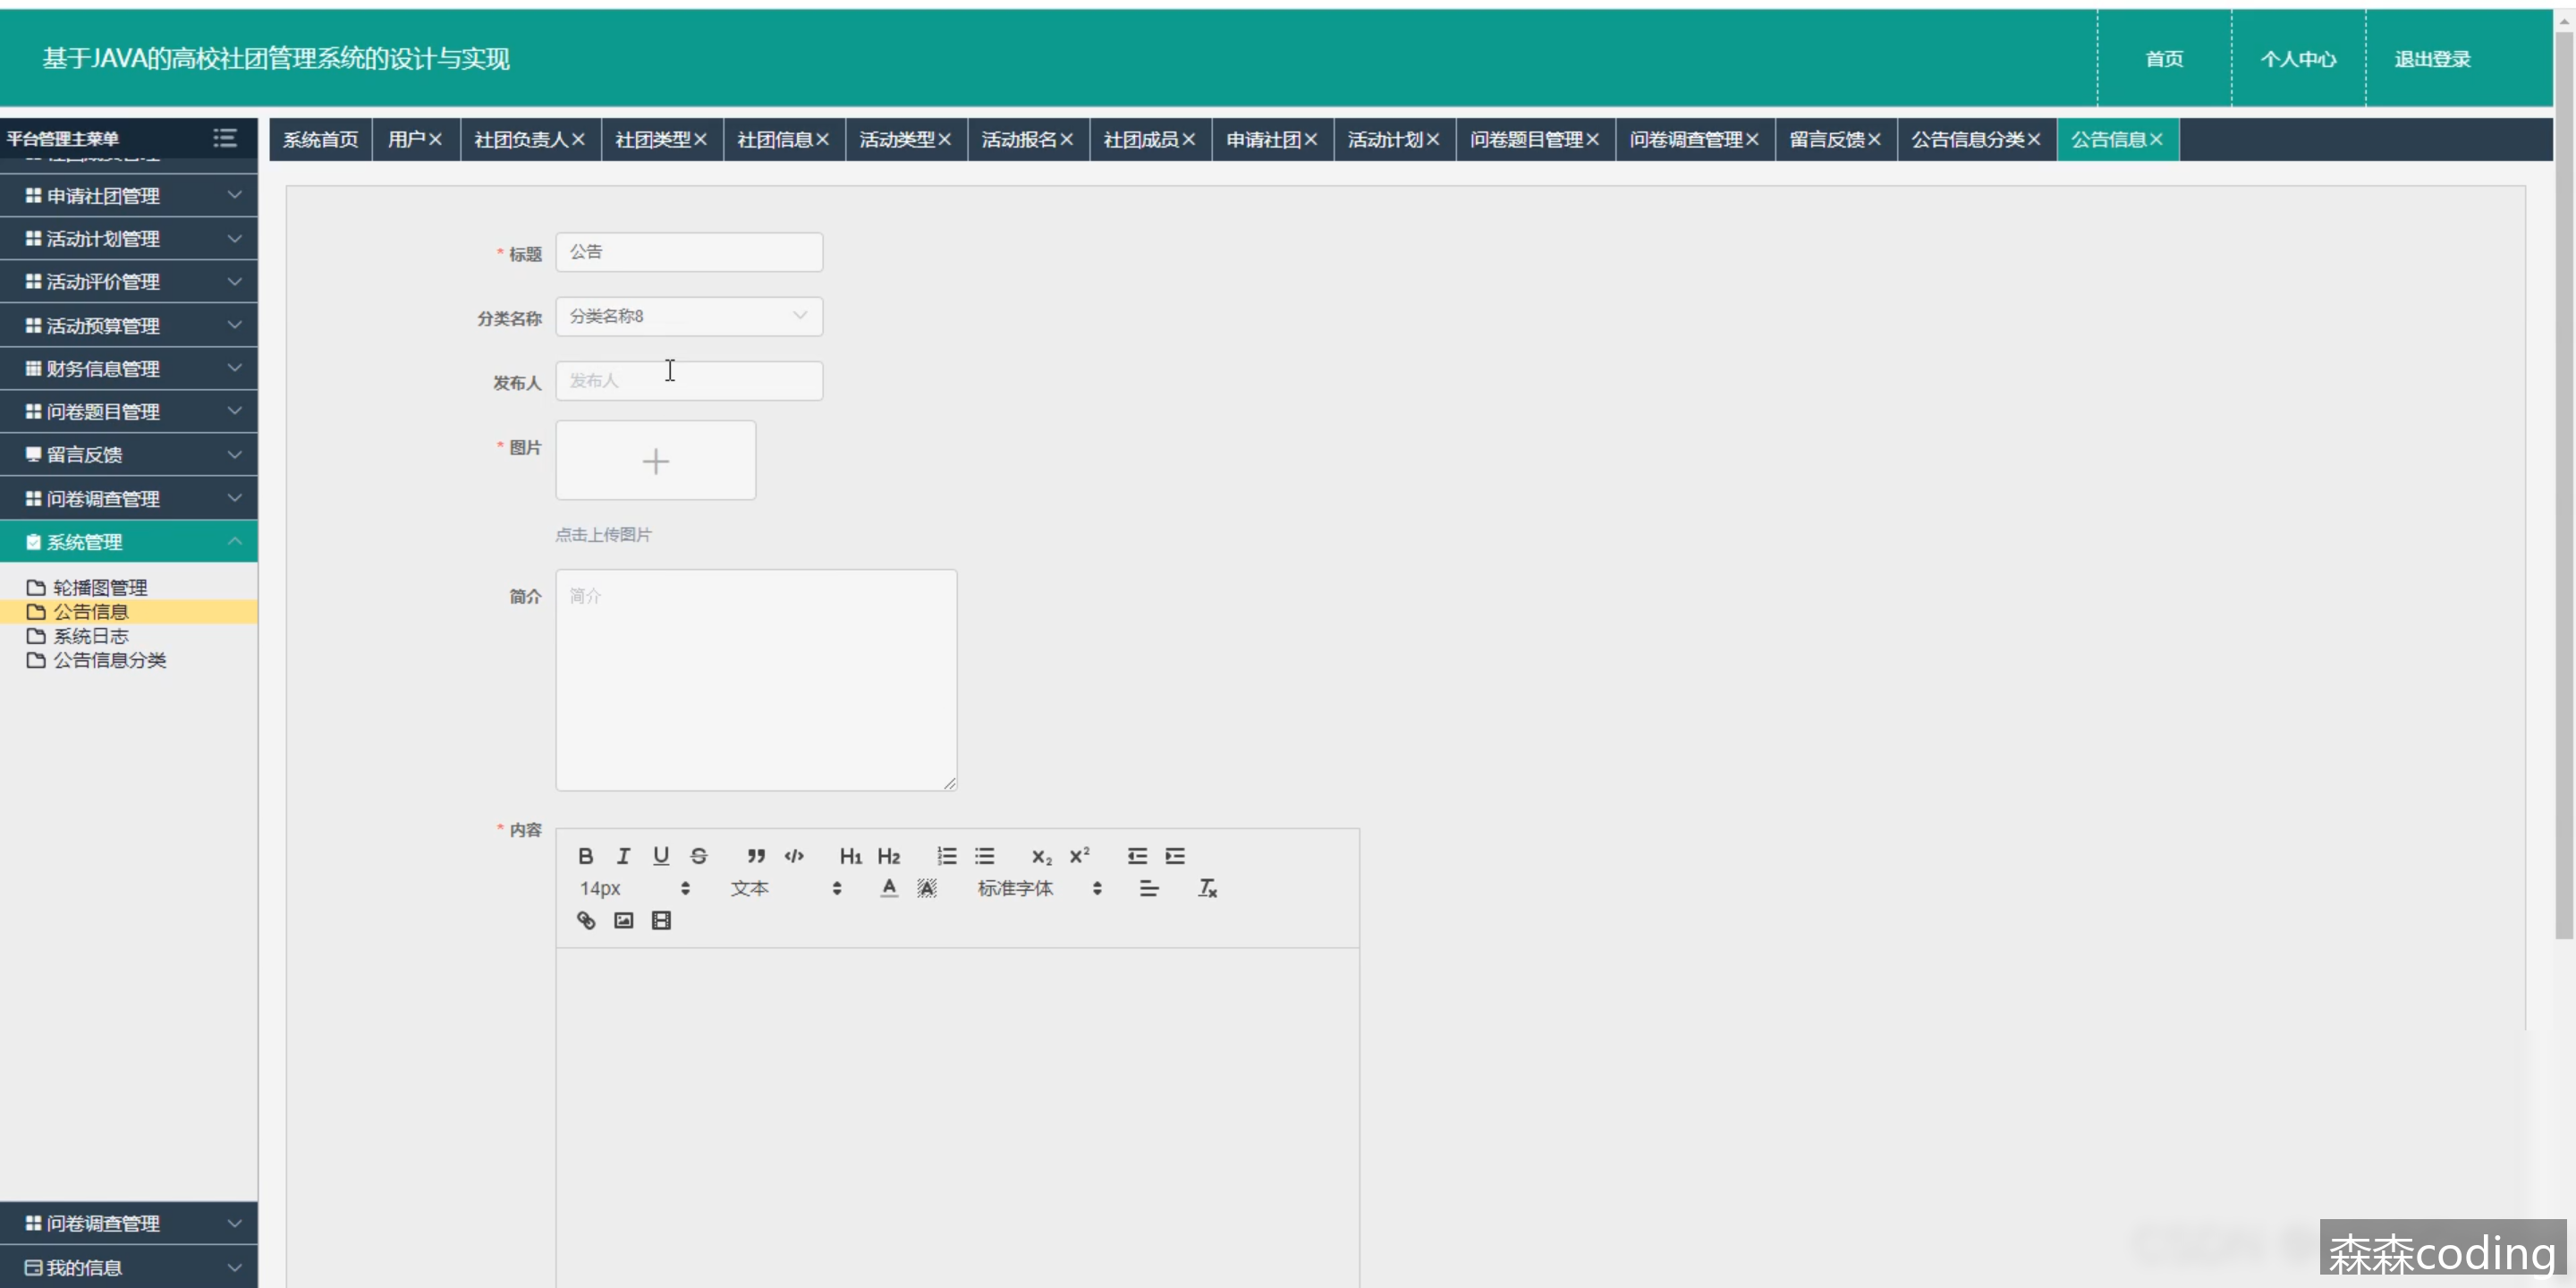 基于JAVA的高校社团管理系统的设计与实现
首页 个人中心 退出登录
平台管理主菜单
系统首页 用户 社团负责人 社团类型 社团信息 活动类型 活动报名 社团成员 申请社团 活动计划 问卷题目管理 问卷调查管理 留言反馈 公告信息分类 公告信息
申请社团管理
活动计划管理
活动评价管理
活动预算管理
财务信息管理
问卷题目管理
留言反馈
问卷调查管理
系统管理
轮播图管理
公告信息
系统日志
公告信息分类
问卷调查管理
我的信息
* 标题 公告
分类名称 分类名称8
发布人 发布人
* 图片
点击上传图片
简介 简介
* 内容
B I U S H1 H2 x2 x2
14px 文本 A A 标准字体 Tx
森森coding